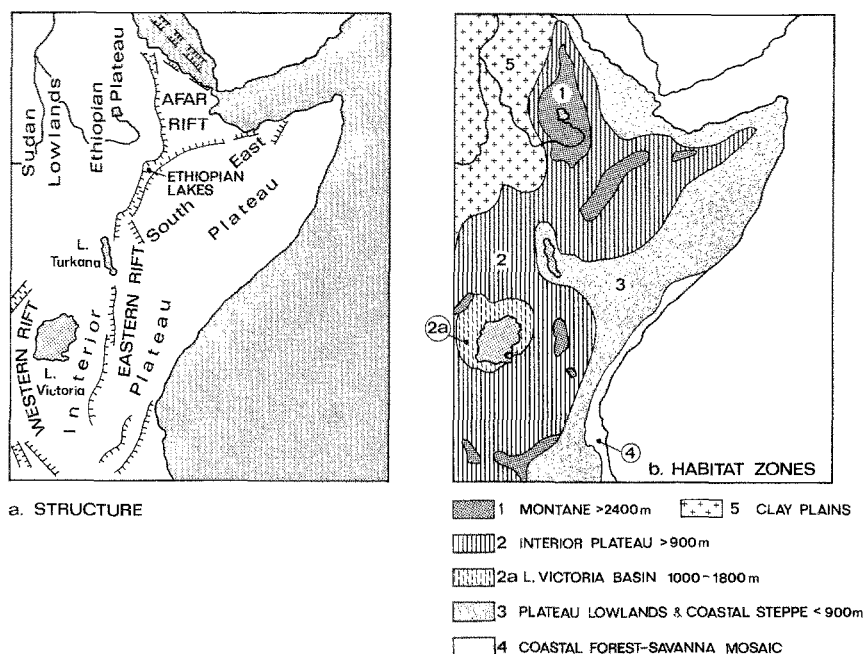 Sudan
Lowlands
Ethiopian
Plateau
AFAR
RIFT
ETHIOPIAN
LAKES
South East
Plateau
L.
Turkana
WESTERN RIFT
L.
Victoria
Interior
EASTERN RIFT
Plateau
a. STRUCTURE
5
1
2
3
2a
4
b. HABITAT ZONES
1 MONTANE >2400m 5 CLAY PLAINS
2 INTERIOR PLATEAU >900m
2a L. VICTORIA BASIN 1000-1800m
3 PLATEAU LOWLANDS & COASTAL STEPPE <900m
4 COASTAL FOREST-SAVANNA MOSAIC